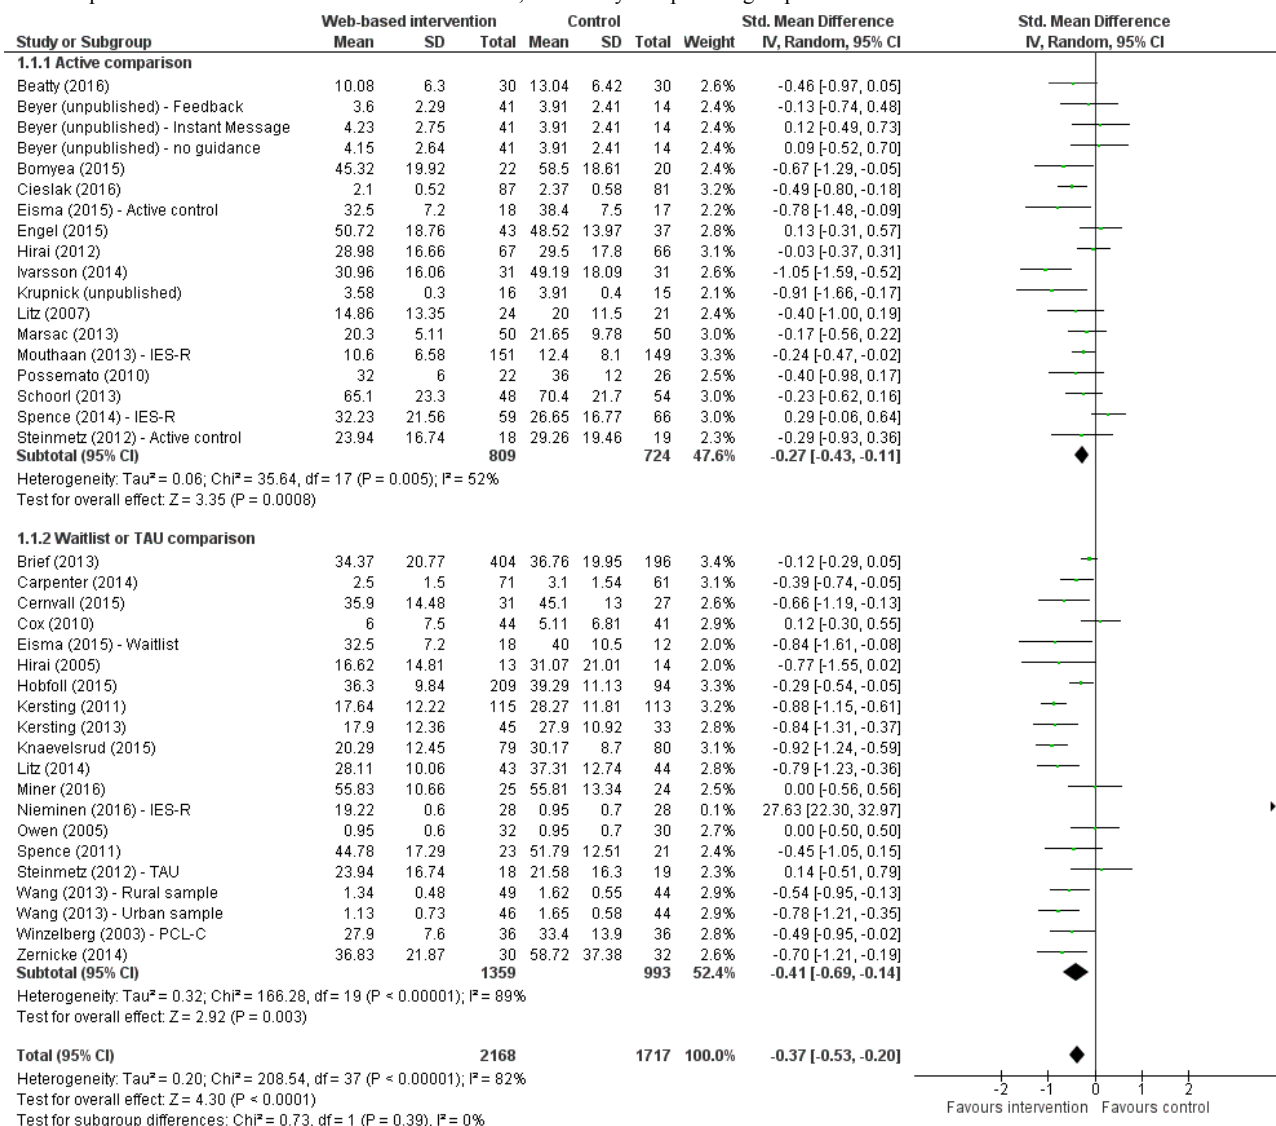 Web-based intervention Control Std. Mean Difference Std. Mean Difference
Study or Subgroup Mean SD Total Mean SD Total Weight IV, Random, 95% CI IV, Random, 95% CI
1.1.1 Active comparison
Beatty (2016) 10.08 6.3 30 13.04 6.42 30 2.6% -0.46 [-0.97, 0.05]
Beyer (unpublished) - Feedback 3.6 2.29 41 3.91 2.41 14 2.4% -0.13 [-0.74, 0.48]
Beyer (unpublished) - Instant Message 4.23 2.75 41 3.91 2.41 14 2.4% 0.12 [-0.49, 0.73]
Beyer (unpublished) - no guidance 4.15 2.64 41 3.91 2.41 14 2.4% 0.09 [-0.52, 0.70]
Bomyea (2015) 45.32 19.92 22 58.5 18.61 20 2.4% -0.67 [-1.29, -0.05]
Cieslak (2016) 2.1 0.52 87 2.37 0.58 81 3.2% -0.49 [-0.80, -0.18]
Eisma (2015) - Active control 32.5 7.2 18 38.4 7.5 17 2.2% -0.78 [-1.48, -0.09]
Engel (2015) 50.72 18.76 43 48.52 13.97 37 2.8% 0.13 [-0.31, 0.57]
Hirai (2012) 28.98 16.66 67 29.5 17.8 66 3.1% -0.03 [-0.37, 0.31]
Ivarsson (2014) 30.96 16.06 31 49.19 18.09 31 2.6% -1.05 [-1.59, -0.52]
Krupnick (unpublished) 3.58 0.3 16 3.91 0.4 15 2.1% -0.91 [-1.66, -0.17]
Litz (2007) 14.86 13.35 24 20 11.5 21 2.4% -0.40 [-1.00, 0.19]
Marsac (2013) 20.3 5.11 50 21.65 9.78 50 3.0% -0.17 [-0.56, 0.22]
Mouthaan (2013) - IES-R 10.6 6.58 151 12.4 8.1 149 3.3% -0.24 [-0.47, -0.02]
Possemato (2010) 32 6 22 36 12 26 2.5% -0.40 [-0.98, 0.17]
Schoorl (2013) 65.1 23.3 48 70.4 21.7 54 3.0% -0.23 [-0.62, 0.16]
Spence (2014) - IES-R 32.23 21.56 59 26.65 16.77 66 3.0% 0.29 [-0.06, 0.64]
Steinmetz (2012) - Active control 23.94 16.74 18 29.26 19.46 19 2.3% -0.29 [-0.93, 0.36]
Subtotal (95% CI) 809 724 47.6% -0.27 [-0.43, -0.11]
Heterogeneity: Tau² = 0.06; Chi² = 35.64, df = 17 (P = 0.005); I² = 52%
Test for overall effect: Z = 3.35 (P = 0.0008)
1.1.2 Waitlist or TAU comparison
Brief (2013) 34.37 20.77 404 36.76 19.95 196 3.4% -0.12 [-0.29, 0.05]
Carpenter (2014) 2.5 1.5 71 3.1 1.54 61 3.1% -0.39 [-0.74, -0.05]
Cernvall (2015) 35.9 14.48 31 45.1 13 27 2.6% -0.66 [-1.19, -0.13]
Cox (2010) 6 7.5 44 5.11 6.81 41 2.9% 0.12 [-0.30, 0.55]
Eisma (2015) - Waitlist 32.5 7.2 18 40 10.5 12 2.0% -0.84 [-1.61, -0.08]
Hirai (2005) 16.62 14.81 13 31.07 21.01 14 2.0% -0.77 [-1.55, 0.02]
Hobfoll (2015) 36.3 9.84 209 39.29 11.13 94 3.3% -0.29 [-0.54, -0.05]
Kersting (2011) 17.64 12.22 115 28.27 11.81 113 3.2% -0.88 [-1.15, -0.61]
Kersting (2013) 17.9 12.36 45 27.9 10.92 33 2.7% -0.84 [-1.31, -0.37]
Knaevelsrud (2015) 20.29 12.45 79 30.17 8.7 80 3.1% -0.92 [-1.24, -0.59]
Litz (2014) 28.11 10.06 43 37.31 12.74 44 2.8% -0.79 [-1.23, -0.36]
Miner (2016) 55.83 10.66 25 55.81 13.34 24 2.5% 0.00 [-0.56, 0.56]
Nieminen (2016) - IES-R 19.22 0.6 28 0.95 0.7 28 0.1% 27.63 [22.30, 32.97]
Owen (2005) 0.95 0.6 32 0.95 0.7 30 2.7% 0.00 [-0.50, 0.50]
Spence (2011) 44.78 17.29 23 51.79 12.51 21 2.4% -0.45 [-1.05, 0.15]
Steinmetz (2012) - TAU 23.94 16.74 18 21.58 16.3 19 2.3% 0.14 [-0.51, 0.79]
Wang (2013) - Rural sample 1.34 0.48 49 1.62 0.55 44 2.9% -0.54 [-0.95, -0.13]
Wang (2013) - Urban sample 1.13 0.73 46 1.65 0.58 44 2.9% -0.78 [-1.21, -0.35]
Winzelberg (2003) - PCL-C 27.9 7.6 36 33.4 13.9 36 2.8% -0.49 [-0.95, -0.02]
Zernicke (2014) 36.83 21.87 30 58.72 37.38 32 2.6% -0.70 [-1.21, -0.19]
Subtotal (95% CI) 1359 993 52.4% -0.41 [-0.69, -0.14]
Heterogeneity: Tau² = 0.32; Chi² = 166.28, df = 19 (P < 0.00001); I² = 89%
Test for overall effect: Z = 2.92 (P = 0.003)
Total (95% CI) 2168 1717 100.0% -0.37 [-0.53, -0.20]
Heterogeneity: Tau² = 0.20; Chi² = 208.54, df = 37 (P < 0.00001); I² = 82%
Test for overall effect: Z = 4.30 (P < 0.0001)
Test for subgroup differences: Chi² = 0.73, df = 1 (P = 0.39), I² = 0%
-2 -1 0 1 2
Favours intervention Favours control